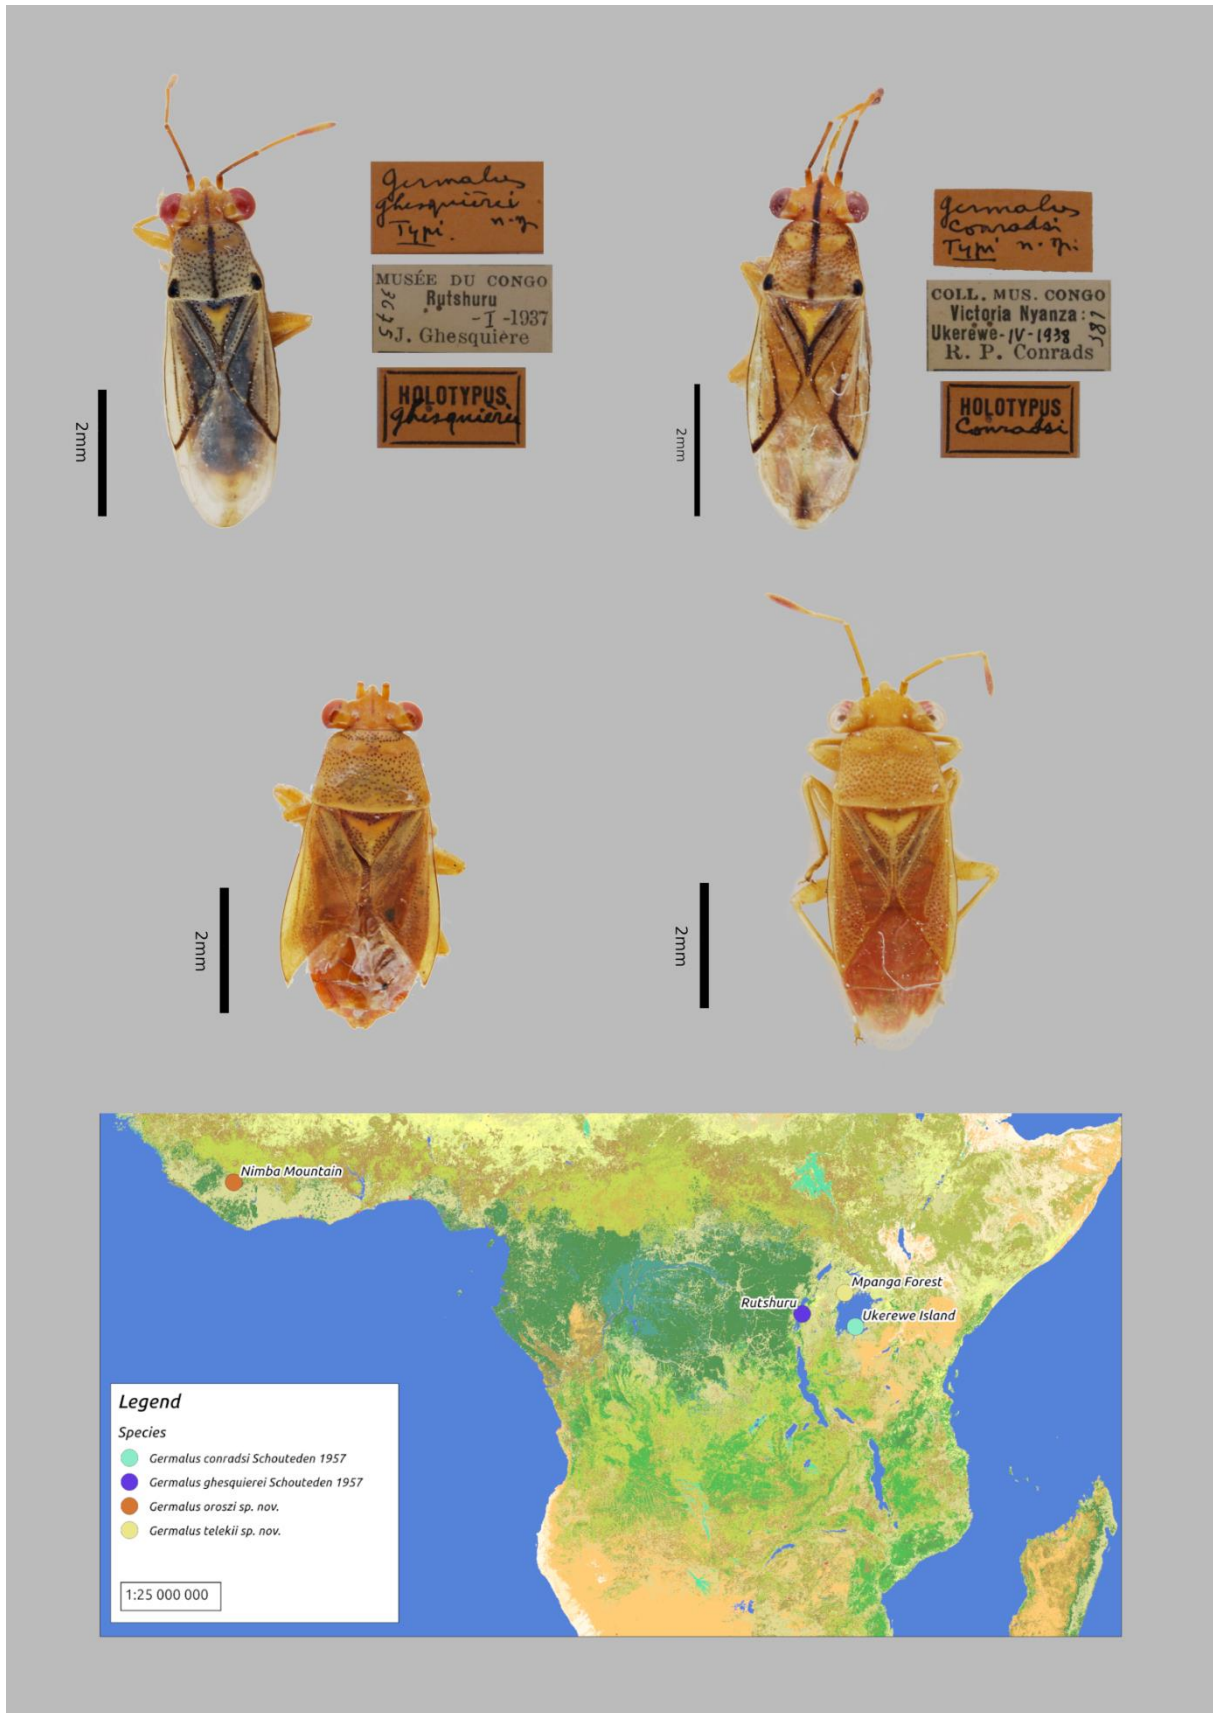 Germalus
ghesquièrei
Typi. n. sp
MUSÉE DU CONGO
Rutshuru
-I-1937
J. Ghesquière
2mm
HOLOTYPUS
ghesquièrei
Germalus
Conradsi
Typi n. sp.
COLL. MUS. CONGO
Victoria Nyanza:
Ukerewe-IV-1938
R. P. Conrads
2mm
HOLOTYPUS
Conradsi
2mm
2mm
Nimba Mountain
Mpanga Forest
Rutshuru
Ukerewe Island
Legend
Species
Germalus conradsi Schouteden 1957
Germalus ghesquierei Schouteden 1957
Germalus oroszi sp. nov.
Germalus telekii sp. nov.
1:25 000 000